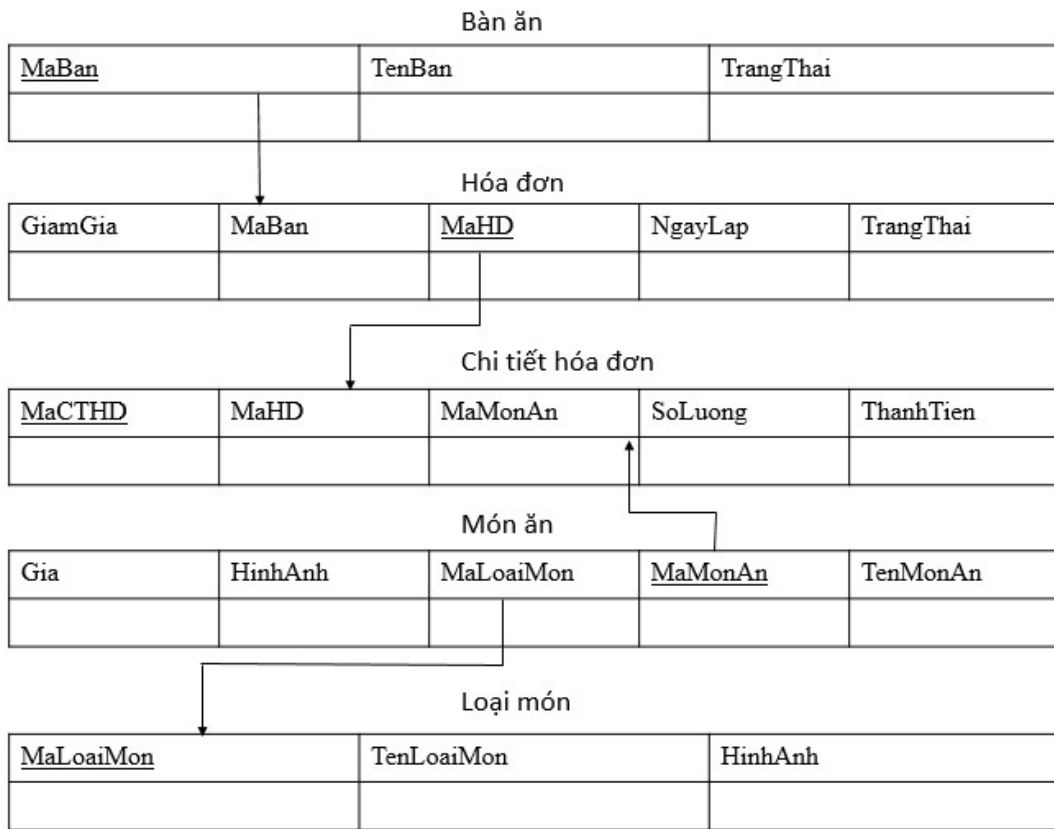 Bàn ăn
MaBan TenBan TrangThai
Hóa đơn
GiamGia MaBan MaHD NgayLap TrangThai
Chi tiết hóa đơn
MaCTHD MaHD MaMonAn SoLuong ThanhTien
Món ăn
Gia HinhAnh MaLoaiMon MaMonAn TenMonAn
Loại món
MaLoaiMon TenLoaiMon HinhAnh